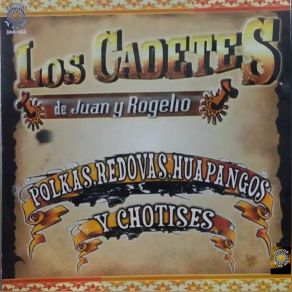 LOS CADETES
de Juan y Rogelio
POLKAS, REDOVAS, HUAPANGOS
Y CHOTISES